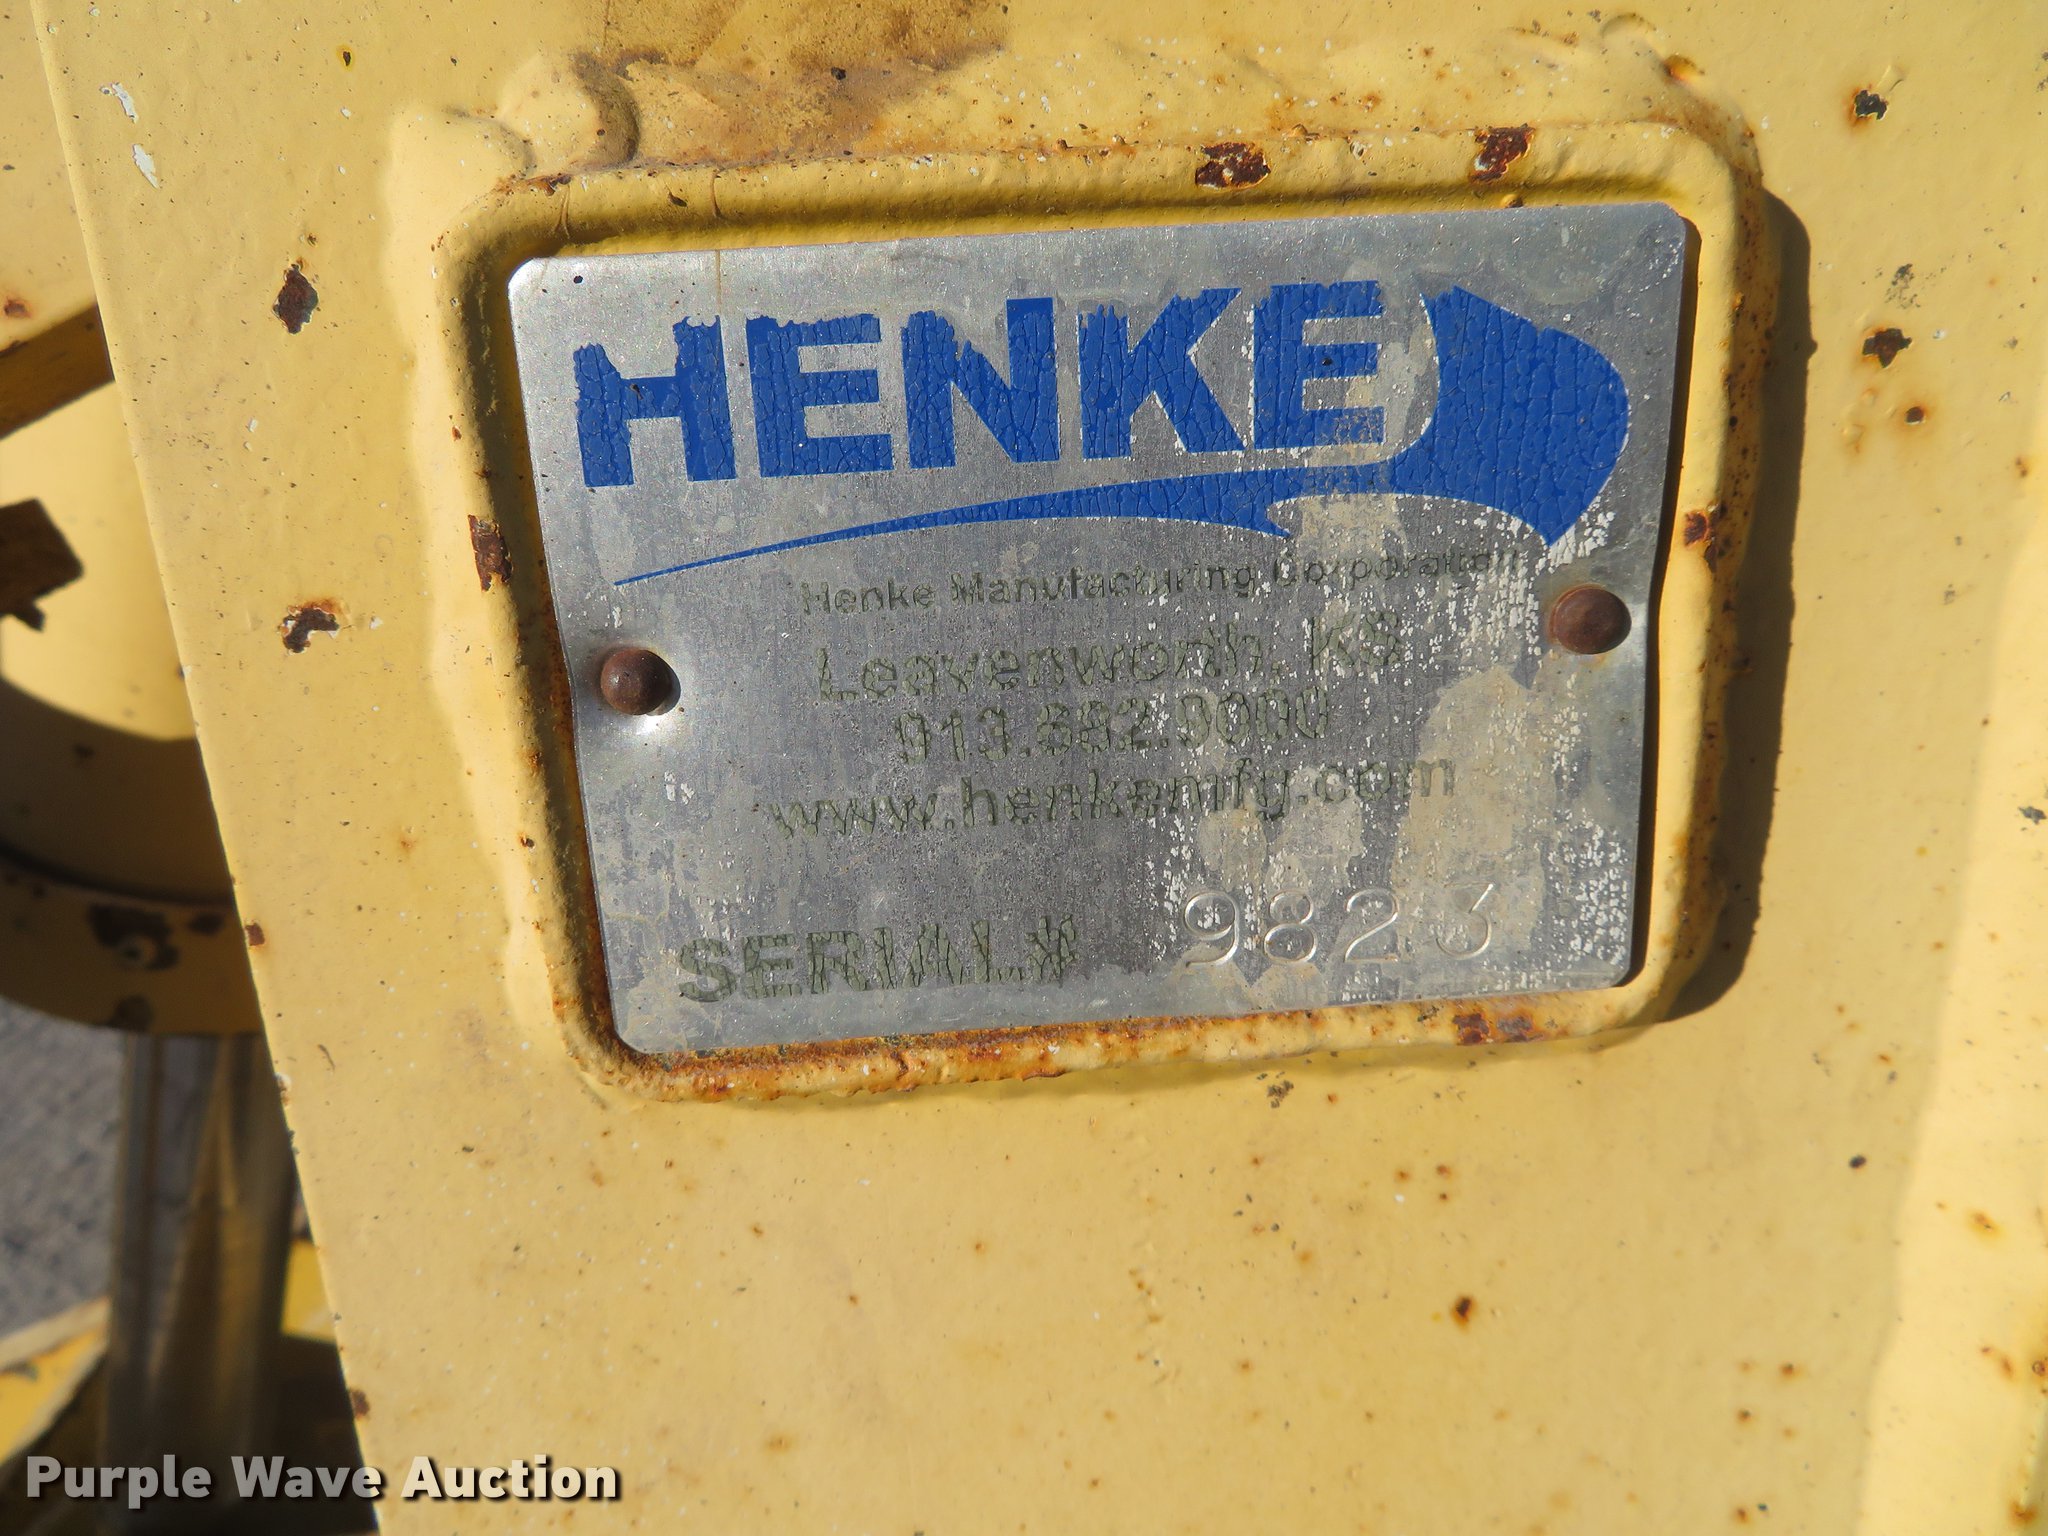 HENKE
Henke Manufacturing Corporation
Leavenworth, KS
913.682.9000
www.henkemfg.com
SERIAL# 9823
Purple Wave Auction